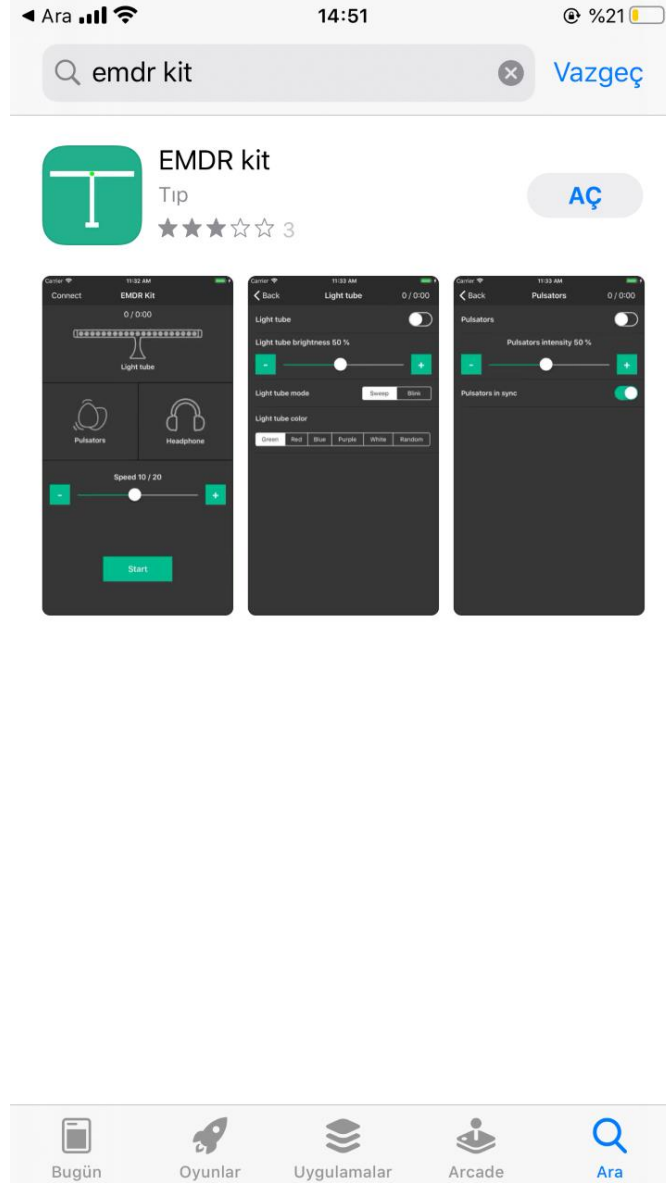 Ara 14:51 %21
emdr kit Vazgeç
EMDR kit
Tıp
3
AÇ
Carrier 11:32 AM
Connect EMDR Kit
0 / 0:00
Light tube
Pulsators Headphone
Speed 10 / 20
- +
Start
Carrier 11:33 AM
Back Light tube 0 / 0:00
Light tube
Light tube brightness 50 %
- +
Light tube mode Sweep Blink
Light tube color
Green Red Blue Purple White Random
Carrier 11:33 AM
Back Pulsators 0 / 0:00
Pulsators
Pulsators intensity 50 %
- +
Pulsators in sync
Bugün Oyunlar Uygulamalar Arcade Ara